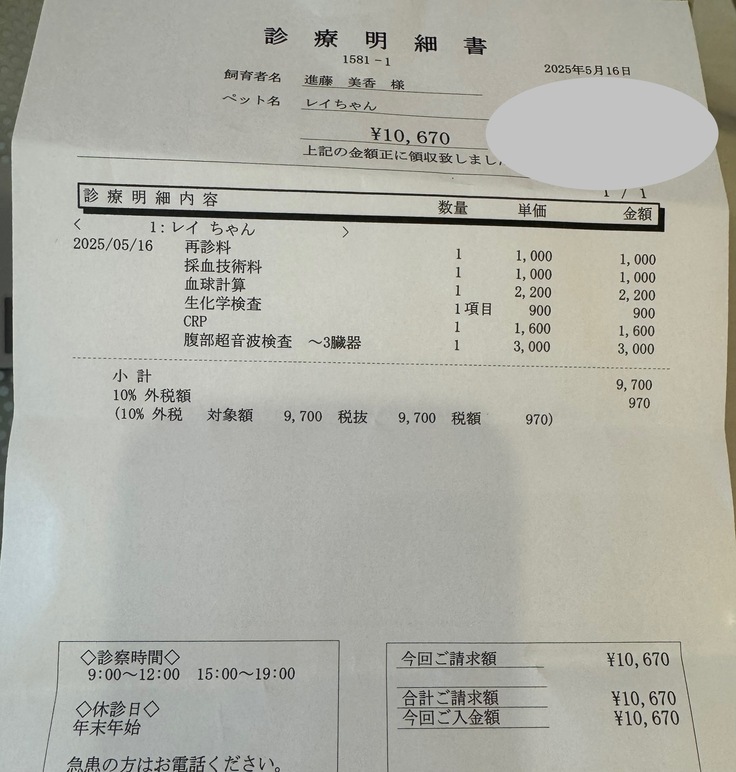 診療明細書
1581-1
2025年5月16日
飼育者名 進藤 美香 様
ペット名 レイちゃん
¥10,670
上記の金額正に領収致しまし
1 / 1
診療明細内容 数量 単価 金額
< 1:レイ ちゃん >
2025/05/16 再診料 1 1,000 1,000
採血技術料 1 1,000 1,000
血球計算 1 2,200 2,200
生化学検査 1項目 900 900
CRP 1 1,600 1,600
腹部超音波検査 ～3臓器 1 3,000 3,000
小 計 9,700
10% 外税額 970
(10% 外税 対象額 9,700 税抜 9,700 税額 970)
◇診察時間◇
9:00～12:00 15:00～19:00
◇休診日◇
年末年始
急患の方はお電話ください。
今回ご請求額 ¥10,670
合計ご請求額 ¥10,670
今回ご入金額 ¥10,670